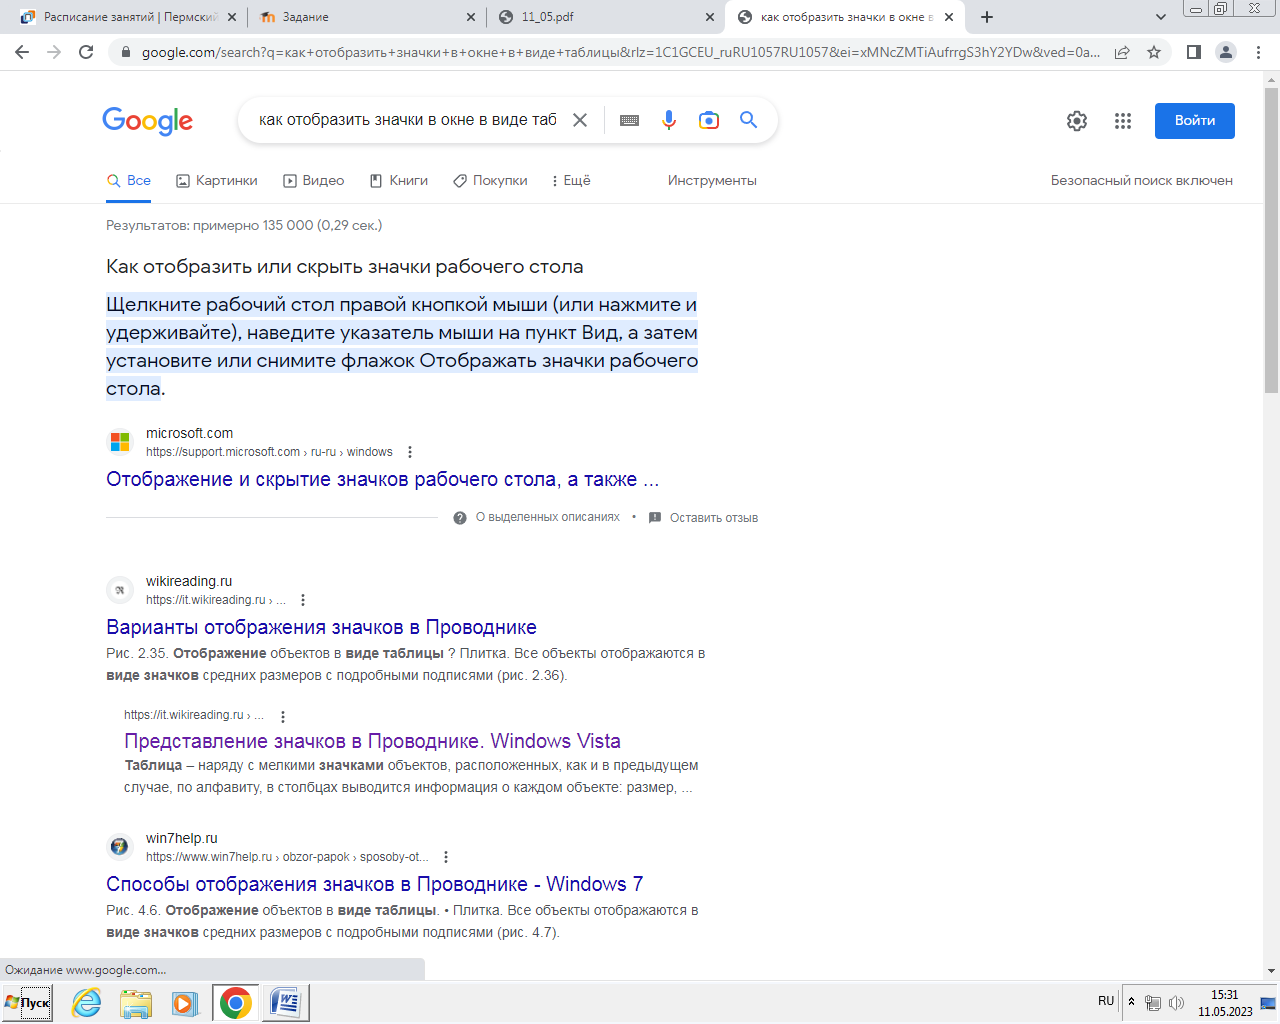 Расписание занятий | Пермский
Задание
11_05.pdf
как отобразить значки в окне в
google.com/search?q=как+отобразить+значки+в+окне+в+виде+таблицы&rlz=1C1GCEU_ruRU1057RU1057&ei=xMNcZMTiAufrrgS3hY2YDw&ved=0a...
Google
как отобразить значки в окне в виде таб
Войти
Все
Картинки
Видео
Книги
Покупки
Ещё
Инструменты
Безопасный поиск включен
Результатов: примерно 135 000 (0,29 сек.)
Как отобразить или скрыть значки рабочего стола
Щелкните рабочий стол правой кнопкой мыши (или нажмите и
удерживайте), наведите указатель мыши на пункт Вид, а затем
установите или снимите флажок Отображать значки рабочего
стола.
microsoft.com
https://support.microsoft.com › ru-ru › windows
Отображение и скрытие значков рабочего стола, а также ...
О выделенных описаниях • Оставить отзыв
wikireading.ru
https://it.wikireading.ru › ...
Варианты отображения значков в Проводнике
Рис. 2.35. Отображение объектов в виде таблицы ? Плитка. Все объекты отображаются в
виде значков средних размеров с подробными подписями (рис. 2.36).
https://it.wikireading.ru › ...
Представление значков в Проводнике. Windows Vista
Таблица – наряду с мелкими значками объектов, расположенных, как и в предыдущем
случае, по алфавиту, в столбцах выводится информация о каждом объекте: размер, ...
win7help.ru
https://www.win7help.ru › obzor-papok › sposoby-ot...
Способы отображения значков в Проводнике - Windows 7
Рис. 4.6. Отображение объектов в виде таблицы. • Плитка. Все объекты отображаются в
виде значков средних размеров с подробными подписями (рис. 4.7).
Ожидание www.google.com...
Пуск
RU
15:31
11.05.2023